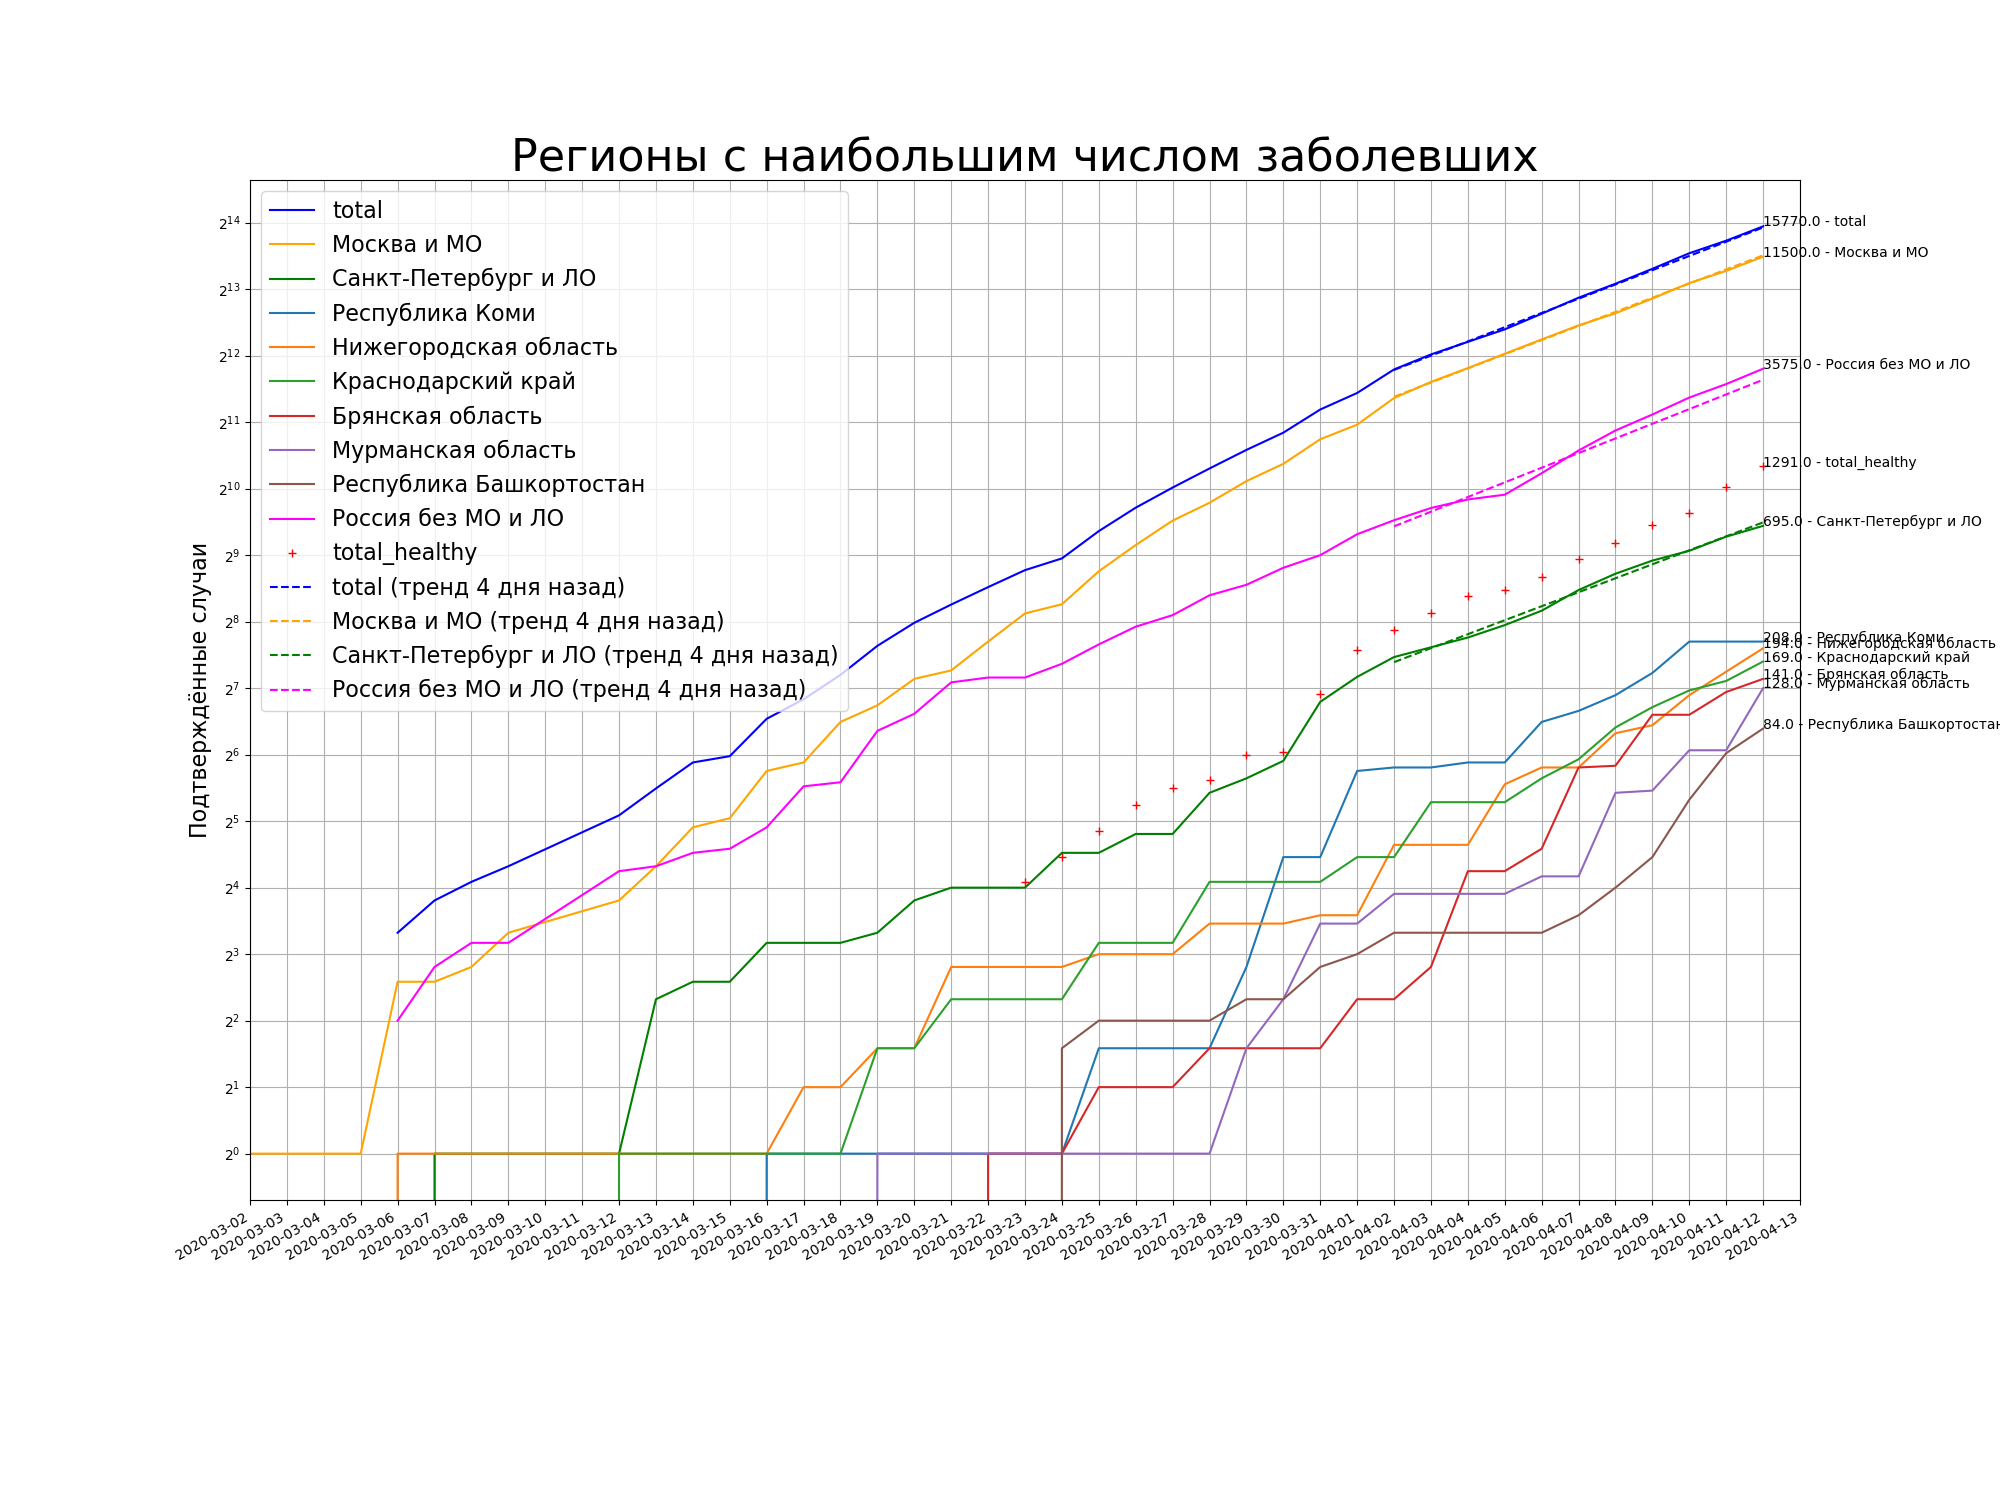 Регионы с наибольшим числом заболевших
Подтверждённые случаи
2^14
2^13
2^12
2^11
2^10
2^9
2^8
2^7
2^6
2^5
2^4
2^3
2^2
2^1
2^0
total
Москва и МО
Санкт-Петербург и ЛО
Республика Коми
Нижегородская область
Краснодарский край
Брянская область
Мурманская область
Республика Башкортостан
Россия без МО и ЛО
total_healthy
total (тренд 4 дня назад)
Москва и МО (тренд 4 дня назад)
Санкт-Петербург и ЛО (тренд 4 дня назад)
Россия без МО и ЛО (тренд 4 дня назад)
15770.0 - total
11500.0 - Москва и МО
3575.0 - Россия без МО и ЛО
1291.0 - total_healthy
695.0 - Санкт-Петербург и ЛО
208.0 - Республика Коми
194.0 - Нижегородская область
169.0 - Краснодарский край
141.0 - Брянская область
128.0 - Мурманская область
84.0 - Республика Башкортостан
2020-03-02
2020-03-03
2020-03-04
2020-03-05
2020-03-06
2020-03-07
2020-03-08
2020-03-09
2020-03-10
2020-03-11
2020-03-12
2020-03-13
2020-03-14
2020-03-15
2020-03-16
2020-03-17
2020-03-18
2020-03-19
2020-03-20
2020-03-21
2020-03-22
2020-03-23
2020-03-24
2020-03-25
2020-03-26
2020-03-27
2020-03-28
2020-03-29
2020-03-30
2020-03-31
2020-04-01
2020-04-02
2020-04-03
2020-04-04
2020-04-05
2020-04-06
2020-04-07
2020-04-08
2020-04-09
2020-04-10
2020-04-11
2020-04-12
2020-04-13